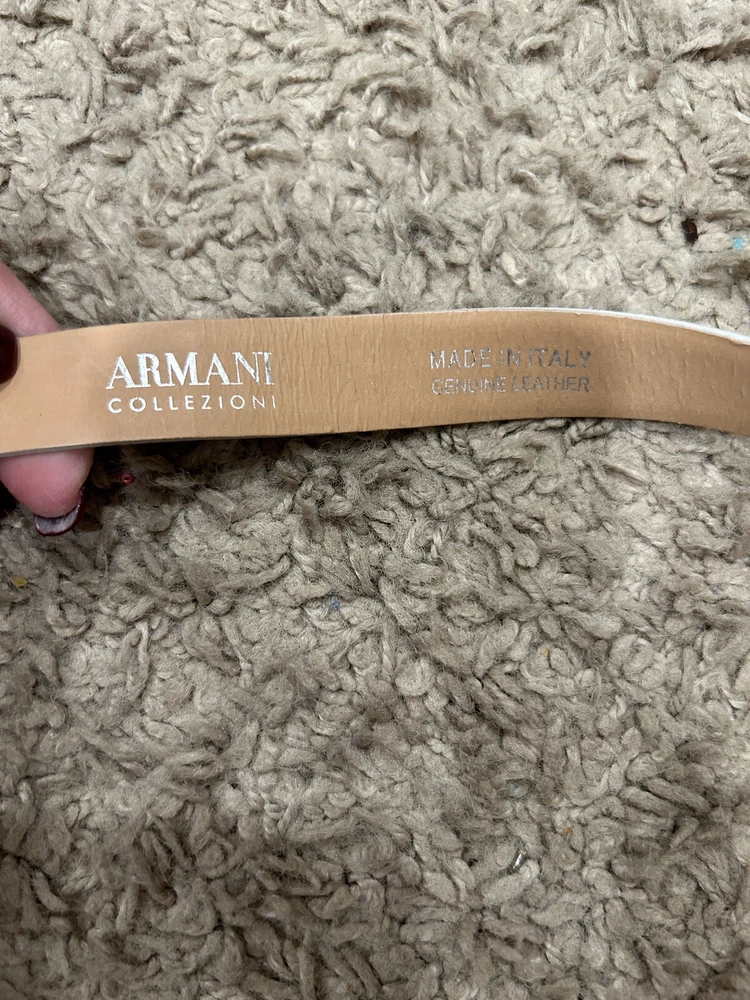 ARMANI
COLLEZIONI
MADE IN ITALY
GENUINE LEATHER